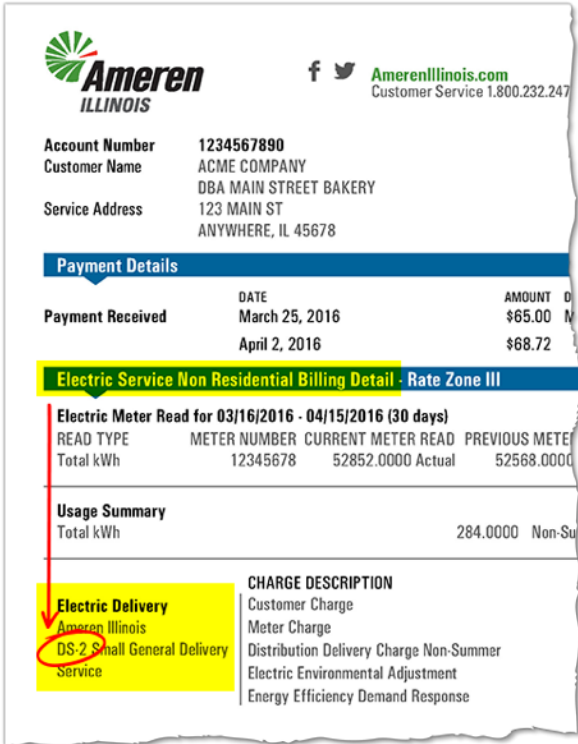 Ameren
ILLINOIS
AmerenIllinois.com
Customer Service 1.800.232.247
Account Number 1234567890
Customer Name ACME COMPANY
DBA MAIN STREET BAKERY
Service Address 123 MAIN ST
ANYWHERE, IL 45678
Payment Details
DATE AMOUNT D
Payment Received March 25, 2016 $65.00 M
April 2, 2016 $68.72
Electric Service Non Residential Billing Detail - Rate Zone III
Electric Meter Read for 03/16/2016 - 04/15/2016 (30 days)
READ TYPE METER NUMBER CURRENT METER READ PREVIOUS METE
Total kWh 12345678 52852.0000 Actual 52568.0000
Usage Summary
Total kWh 284.0000 Non-Su
CHARGE DESCRIPTION
Electric Delivery Customer Charge
Ameren Illinois Meter Charge
DS-2 Small General Delivery Distribution Delivery Charge Non-Summer
Service Electric Environmental Adjustment
Energy Efficiency Demand Response